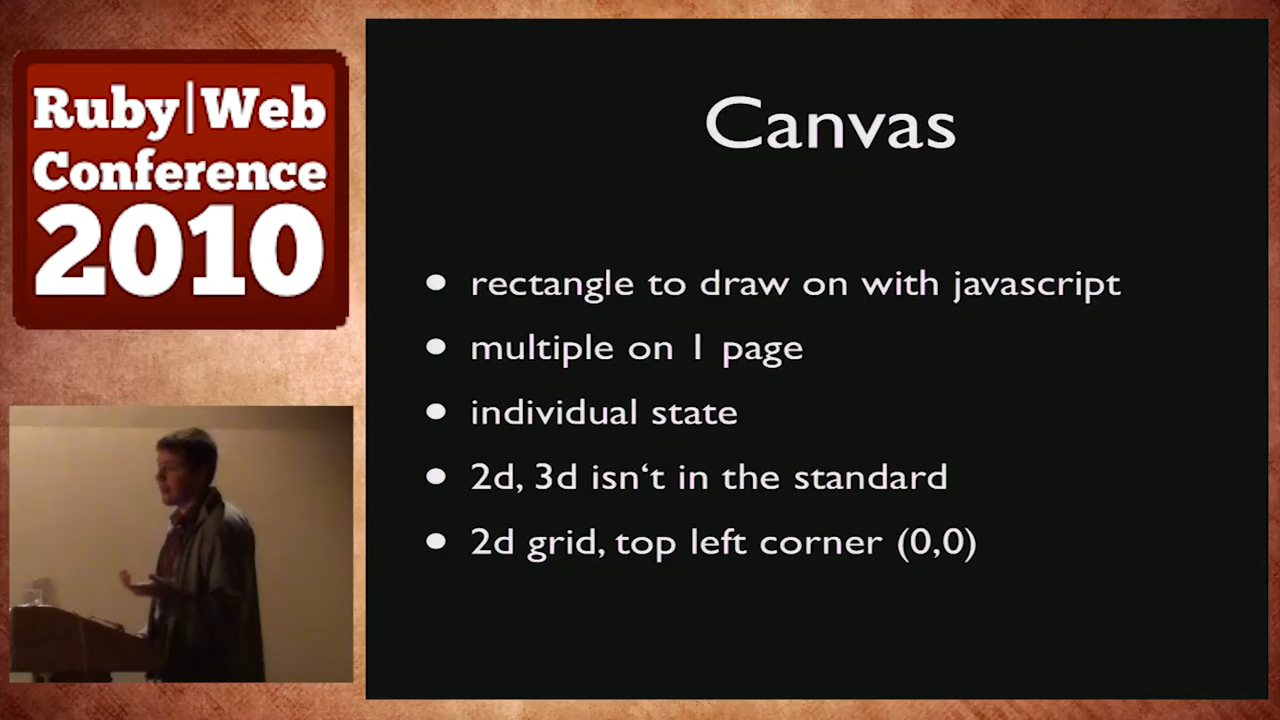 Ruby|Web
Conference
2010
Canvas
• rectangle to draw on with javascript
• multiple on 1 page
• individual state
• 2d, 3d isn‘t in the standard
• 2d grid, top left corner (0,0)